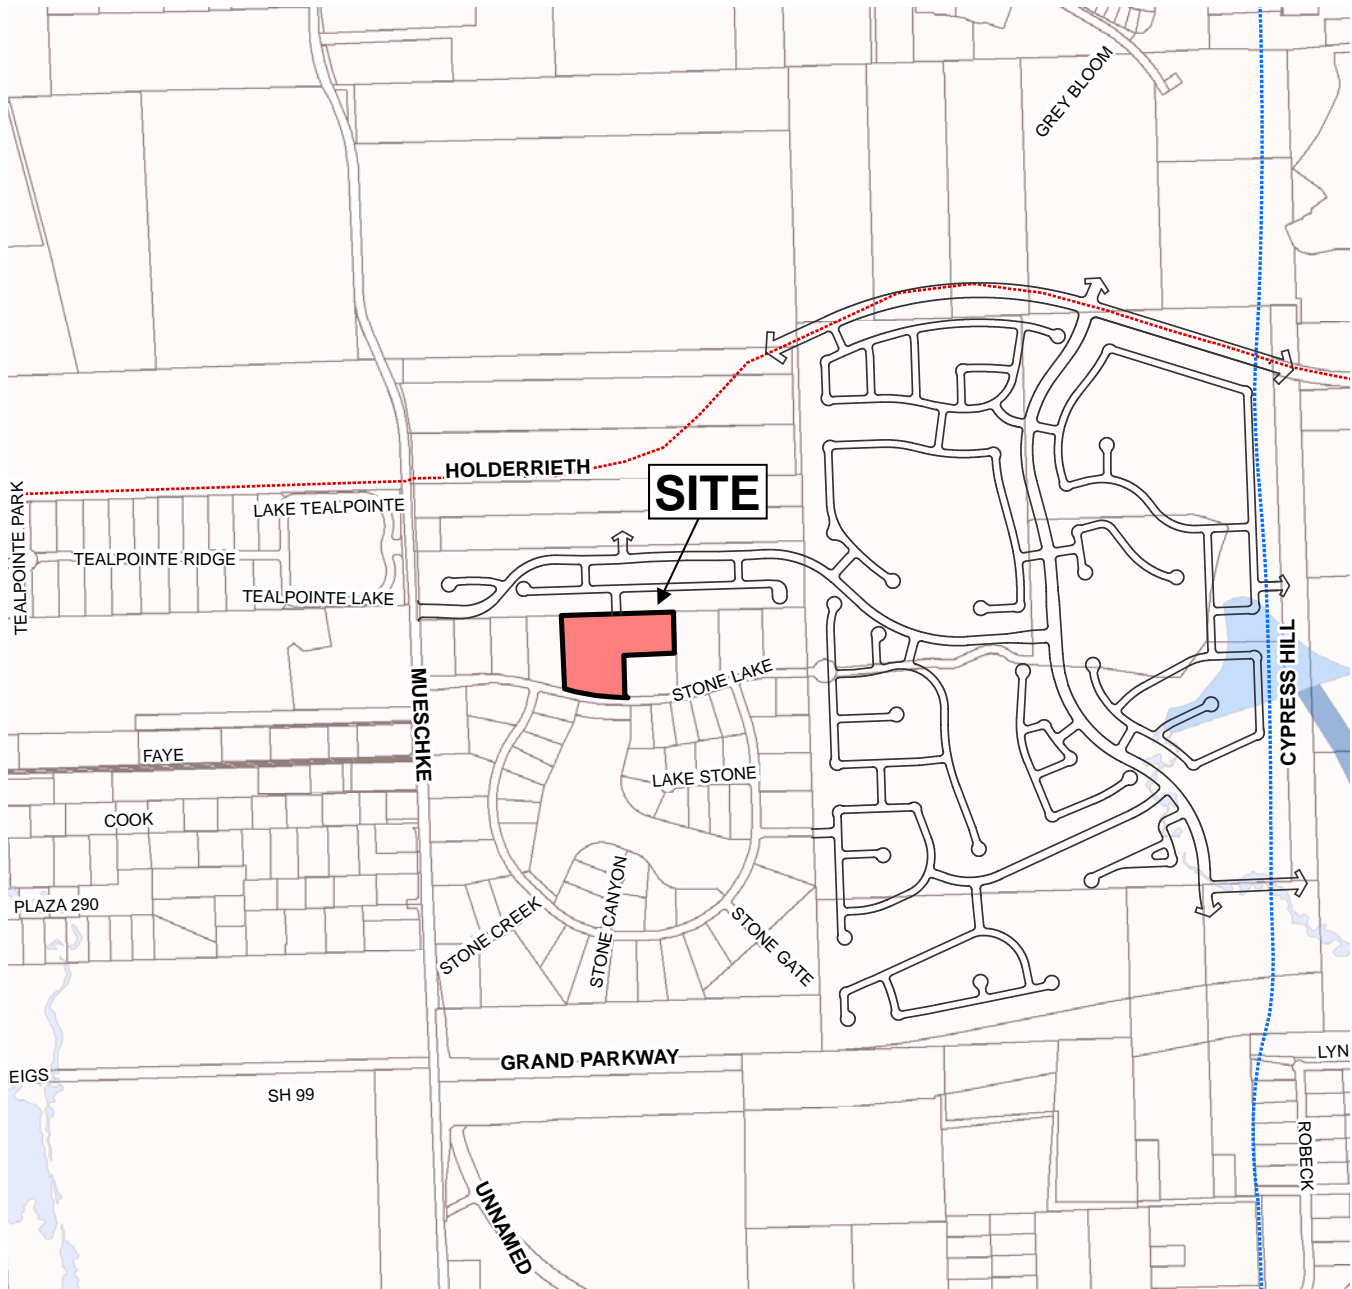 GREY BLOOM
HOLDERRIETH
SITE
TEALPOINTE PARK
LAKE TEALPOINTE
TEALPOINTE RIDGE
TEALPOINTE LAKE
MUESCHKE
STONE LAKE
CYPRESS HILL
FAYE
LAKE STONE
COOK
PLAZA 290
STONE CREEK
STONE CANYON
STONE GATE
GRAND PARKWAY
LYN
EIGS
SH 99
ROBECK
UNNAMED